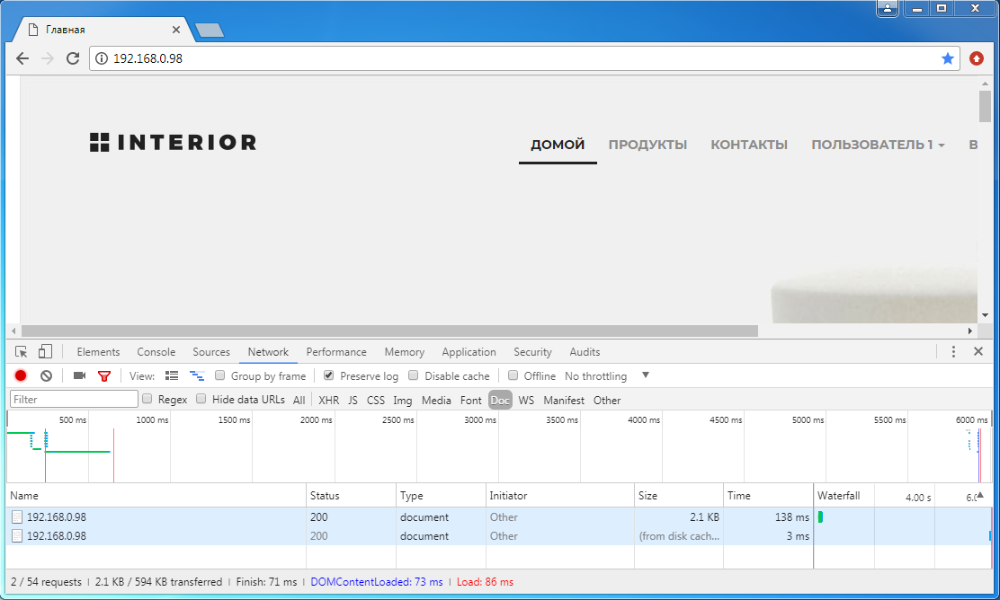 Главная
192.168.0.98
INTERIOR
ДОМОЙ ПРОДУКТЫ КОНТАКТЫ ПОЛЬЗОВАТЕЛЬ 1 В
Elements Console Sources Network Performance Memory Application Security Audits
View: Group by frame Preserve log Disable cache Offline No throttling
Filter Regex Hide data URLs All XHR JS CSS Img Media Font Doc WS Manifest Other
500 ms 1000 ms 1500 ms 2000 ms 2500 ms 3000 ms 3500 ms 4000 ms 4500 ms 5000 ms 5500 ms 6000 ms
Name Status Type Initiator Size Time Waterfall 4.00 s 6.0
192.168.0.98 200 document Other 2.1 KB 138 ms
192.168.0.98 200 document Other (from disk cach... 3 ms
2 / 54 requests | 2.1 KB / 594 KB transferred | Finish: 71 ms | DOMContentLoaded: 73 ms | Load: 86 ms